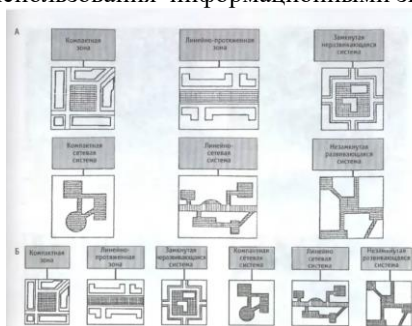 использования информационными
А
Компактная
зона
Линейно-протяженная
зона
Замкнутая
неразвивающаяся
система
Компактная
сетевая
система
Линейно-
сетевая
система
Незамкнутая
развивающаяся
система
Б
Компактная
зона
Линейно-
протяженная
зона
Замкнутая
неразвивающаяся
система
Компактная
сетевая
система
Линейно
сетевая
система
Незамкнутая
развивающаяся
система